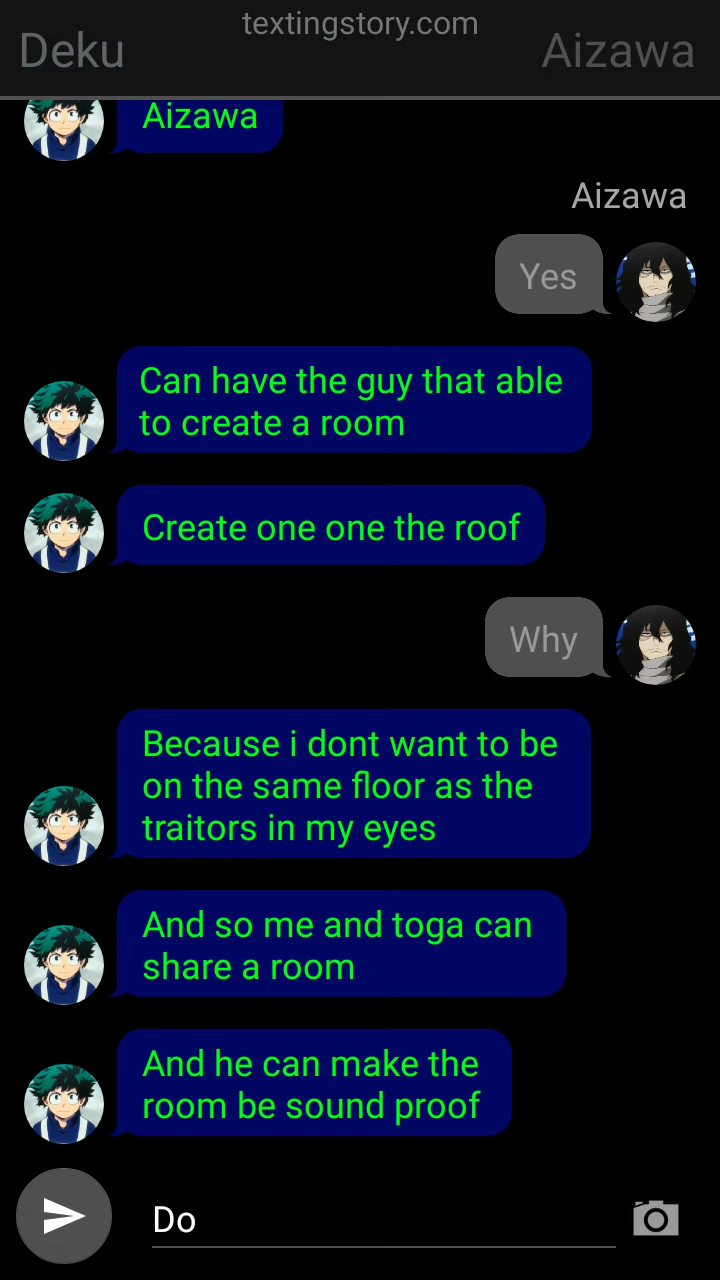 textingstory.com
Deku
Aizawa
Aizawa
Aizawa
Yes
Can have the guy that able
to create a room
Create one one the roof
Why
Because i dont want to be
on the same floor as the
traitors in my eyes
And so me and toga can
share a room
And he can make the
room be sound proof
Do